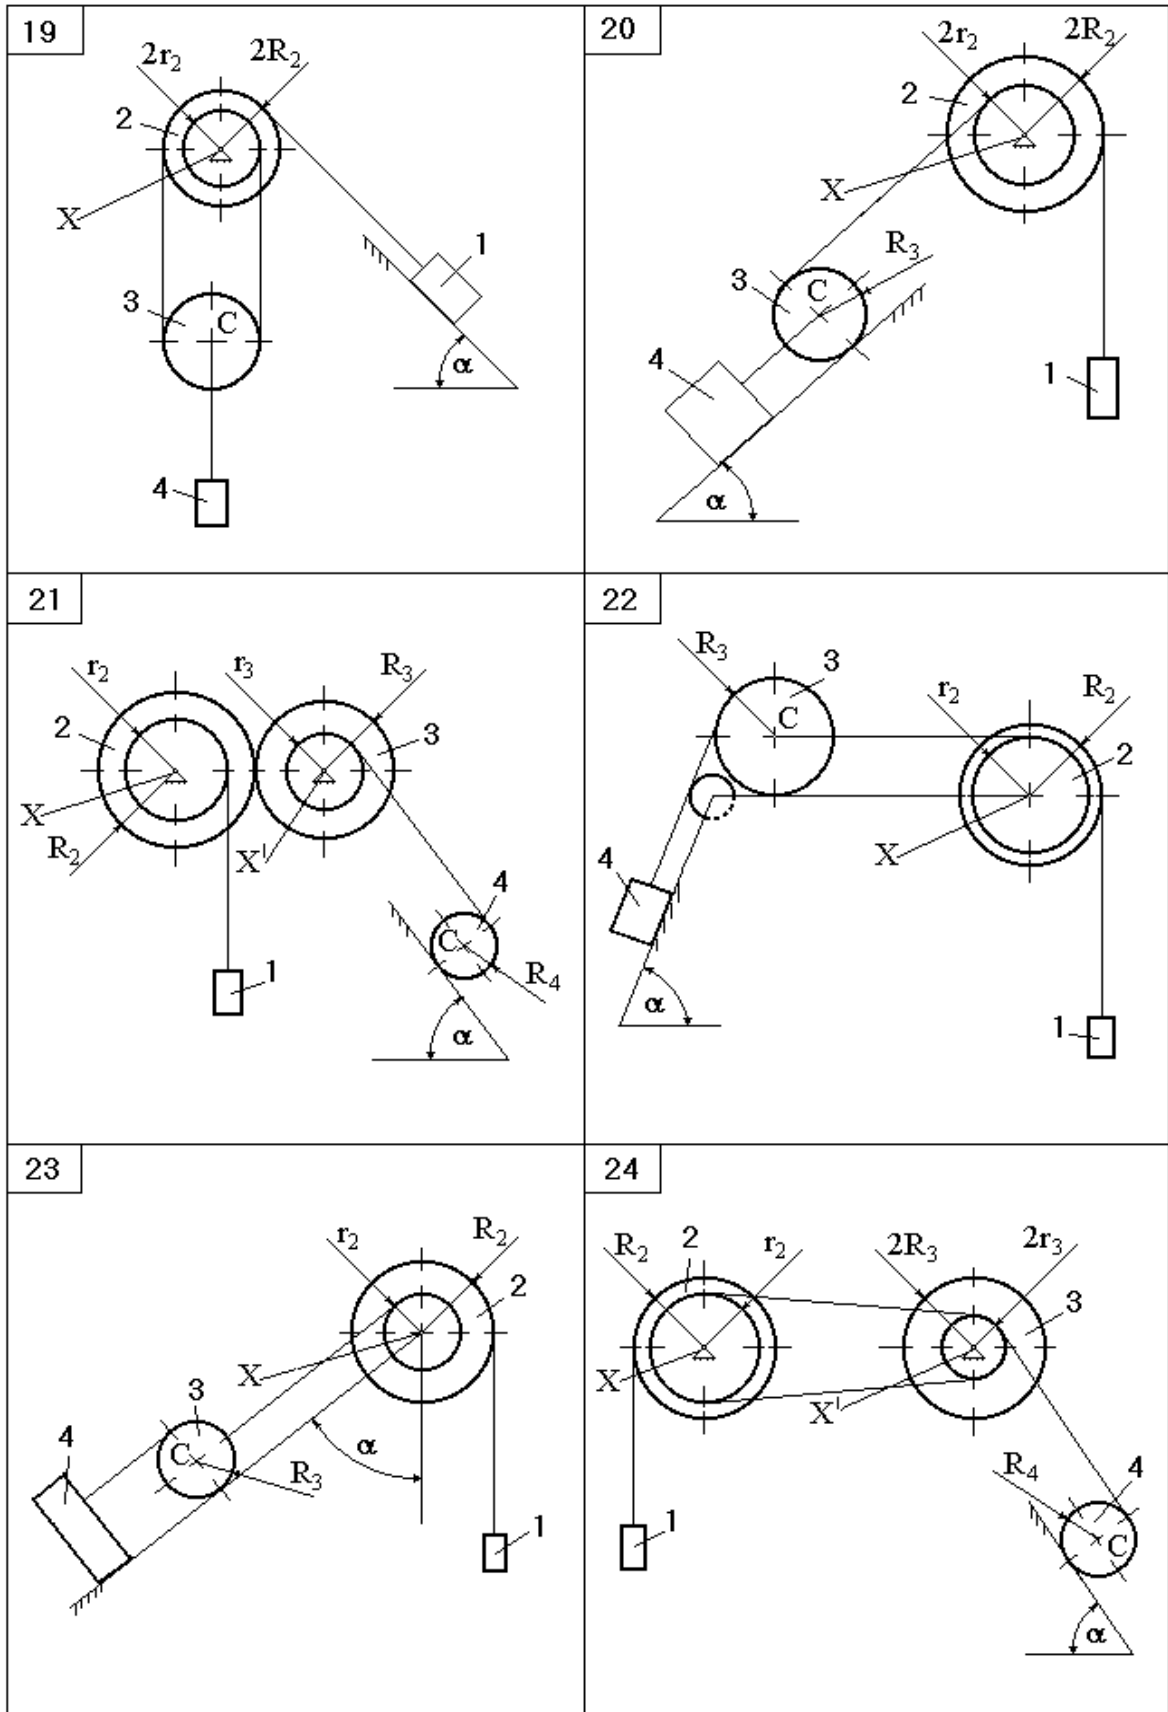 19
2r₂
2R₂
2
X
1
3
C
α
4
20
2r₂
2R₂
2
X
R₃
3
C
4
1
α
21
r₂
r₃
R₃
2
3
X
R₂
X'
4
C
1
R₄
α
22
R₃
3
C
r₂
R₂
2
X
4
α
1
23
r₂
R₂
2
X
3
4
C
α
R₃
1
24
R₂
2
r₂
2R₃
2r₃
3
X
X'
R₄
4
1
C
α